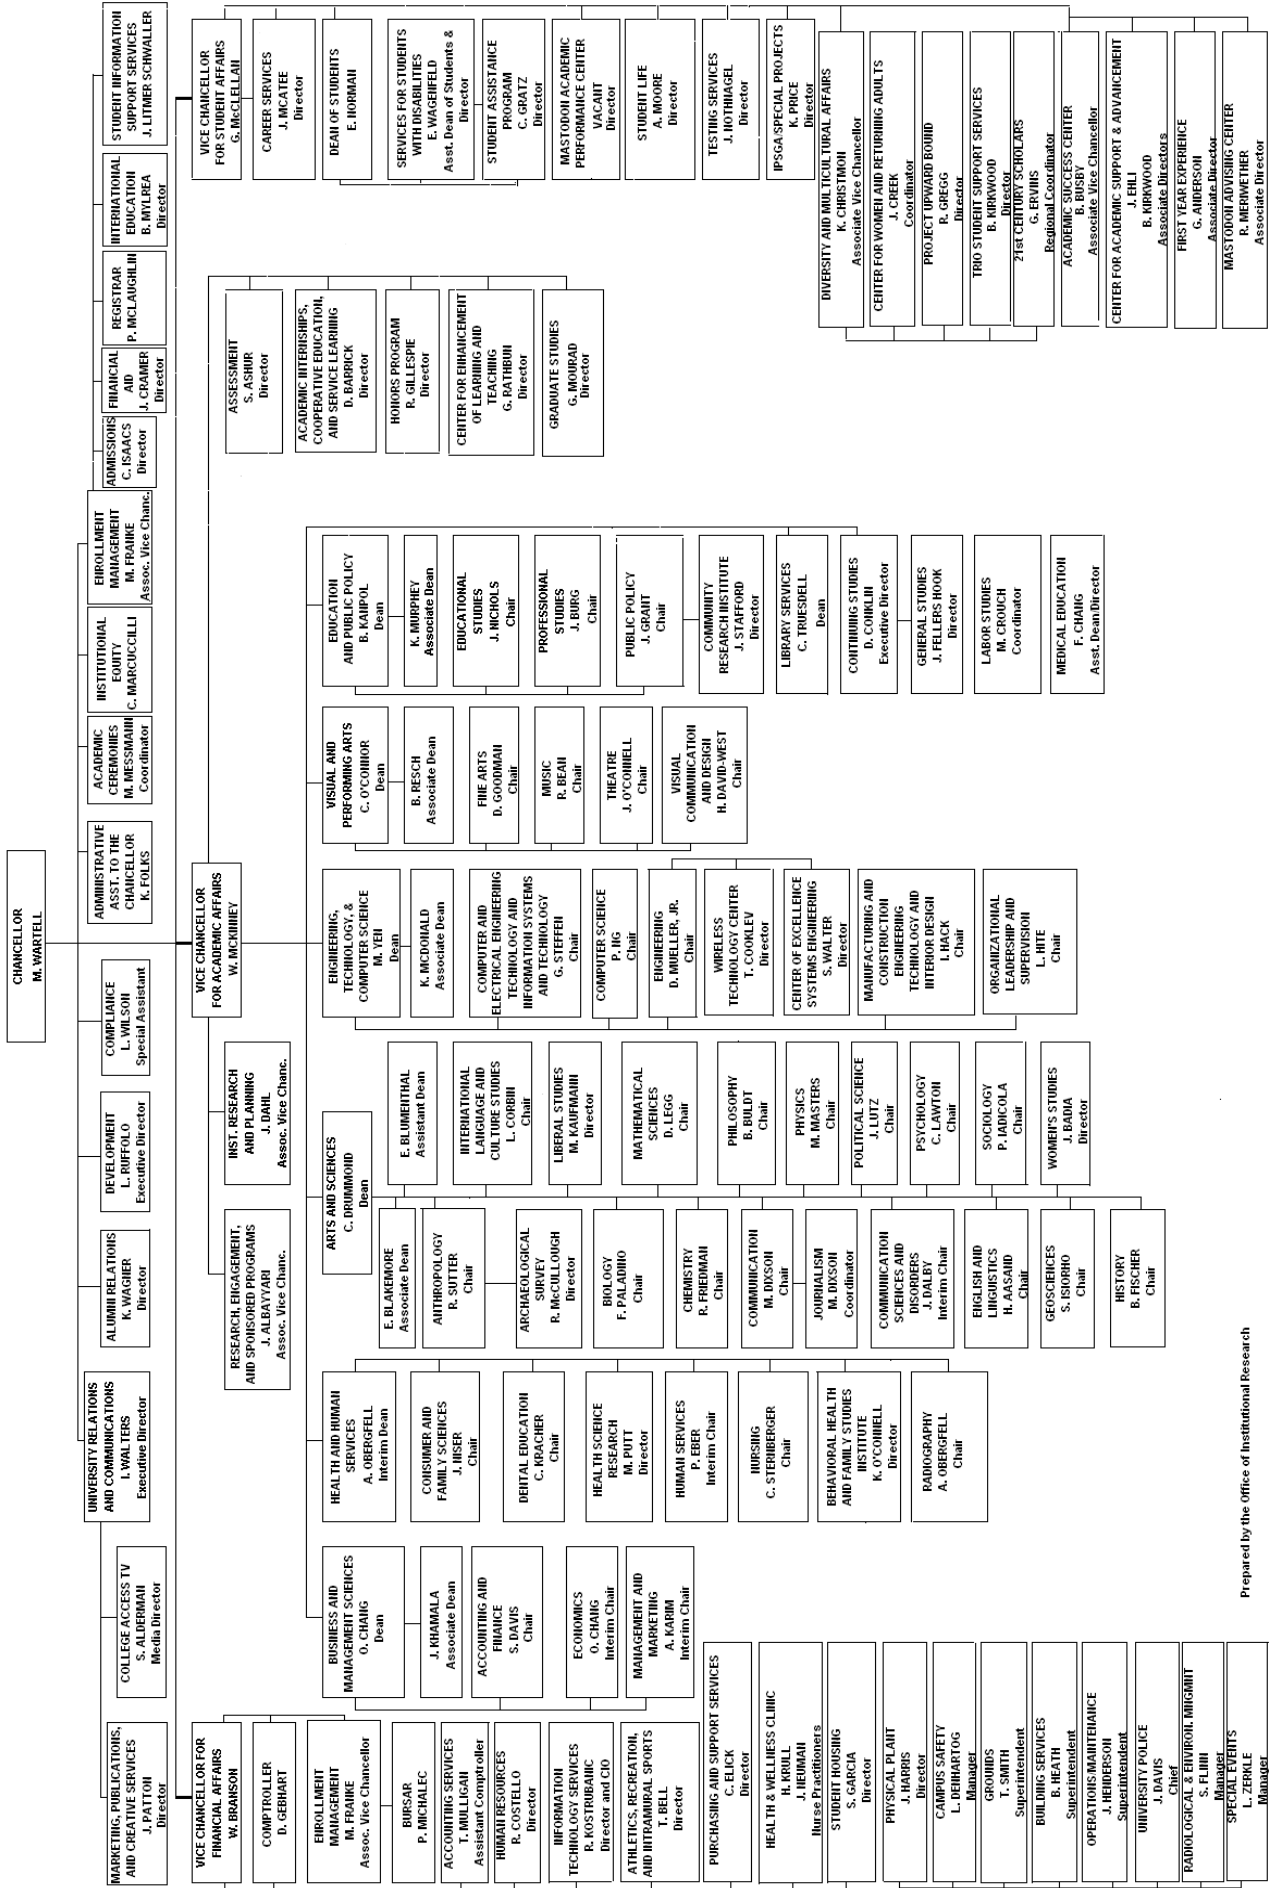 CHANCELLOR
M. WARTELL
UNIVERSITY RELATIONS
AND COMMUNICATIONS
I. WALTERS
Executive Director
ALUMNI RELATIONS
K. WAGNER
Director
DEVELOPMENT
L. RUFFOLO
Executive Director
COMPLIANCE
L. WILSON
Special Assistant
ADMINISTRATIVE
ASST. TO THE
CHANCELLOR
K. FOLKS
ACADEMIC
CEREMONIES
M. MESSMANN
Coordinator
INSTITUTIONAL
EQUITY
C. MARCUCCILLI
ENROLLMENT
MANAGEMENT
M. FRANKE
Assoc. Vice Chanc.
MARKETING, PUBLICATIONS,
AND CREATIVE SERVICES
J. PATTON
Director
COLLEGE ACCESS TV
S. ALDERMAN
Media Director
ADMISSIONS
C. ISAACS
Director
FINANCIAL
AID
J. CRAMER
Director
REGISTRAR
P. MCLAUGHLIN
INTERNATIONAL
EDUCATION
B. MYLREA
Director
STUDENT INFORMATION
SUPPORT SERVICES
J. LITMER SCHWALLER
VICE CHANCELLOR FOR
FINANCIAL AFFAIRS
W. BRANSON
COMPTROLLER
D. GEBHART
ENROLLMENT
MANAGEMENT
M. FRANKE
Assoc. Vice Chancellor
BURSAR
P. MICHALEC
ACCOUNTING SERVICES
T. MULLIGAN
Assistant Comptroller
HUMAN RESOURCES
R. COSTELLO
Director
INFORMATION
TECHNOLOGY SERVICES
R. KOSTRUBANIC
Director and CIO
ATHLETICS, RECREATION,
AND INTRAMURAL SPORTS
T. BELL
Director
PURCHASING AND SUPPORT SERVICES
C. ELICK
Director
HEALTH & WELLNESS CLINIC
H. KRULL
J. NEUMAN
Nurse Practitioners
STUDENT HOUSING
S. GARCIA
Director
PHYSICAL PLANT
J. HARRIS
Director
CAMPUS SAFETY
L. DENHARTOG
Manager
GROUNDS
T. SMITH
Superintendent
BUILDING SERVICES
B. HEATH
Superintendent
OPERATIONS/MAINTENANCE
J. HENDERSON
Superintendent
UNIVERSITY POLICE
J. DAVIS
Chief
RADIOLOGICAL & ENVIRON. MNGMNT
S. FLINN
Manager
SPECIAL EVENTS
L. ZERKLE
Manager
VICE CHANCELLOR
FOR ACADEMIC AFFAIRS
W. MCKINNEY
RESEARCH, ENGAGEMENT,
AND SPONSORED PROGRAMS
J. ALBAYYARI
Assoc. Vice Chanc.
INST. RESEARCH
AND PLANNING
J. DAHL
Assoc. Vice Chanc.
ASSESSMENT
S. ASHUR
Director
ACADEMIC INTERNSHIPS,
COOPERATIVE EDUCATION,
AND SERVICE LEARNING
D. BARRICK
Director
HONORS PROGRAM
R. GILLESPIE
Director
CENTER FOR ENHANCEMENT
OF LEARNING AND
TEACHING
G. RATHBUN
Director
GRADUATE STUDIES
G. MOURAD
Director
BUSINESS AND
MANAGEMENT SCIENCES
O. CHANG
Dean
J. KHAMALA
Associate Dean
ACCOUNTING AND
FINANCE
S. DAVIS
Chair
ECONOMICS
O. CHANG
Interim Chair
MANAGEMENT AND
MARKETING
A. KARIM
Interim Chair
HEALTH AND HUMAN
SERVICES
A. OBERGFELL
Interim Dean
CONSUMER AND
FAMILY SCIENCES
J. NISER
Chair
DENTAL EDUCATION
C. KRACHER
Chair
HEALTH SCIENCE
RESEARCH
M. PUTT
Director
HUMAN SERVICES
P. EBER
Interim Chair
NURSING
C. STERNBERGER
Chair
BEHAVIORAL HEALTH
AND FAMILY STUDIES
INSTITUTE
K. O'CONNELL
Director
RADIOGRAPHY
A. OBERGFELL
Chair
ARTS AND SCIENCES
C. DRUMMOND
Dean
E. BLAKEMORE
Associate Dean
ANTHROPOLOGY
R. SUTTER
Chair
ARCHAEOLOGICAL
SURVEY
R. McCULLOUGH
Director
BIOLOGY
F. PALADINO
Chair
CHEMISTRY
R. FRIEDMAN
Chair
COMMUNICATION
M. DIXSON
Chair
JOURNALISM
M. DIXSON
Coordinator
COMMUNICATION
SCIENCES AND
DISORDERS
J. DALBY
Interim Chair
ENGLISH AND
LINGUISTICS
H. AASAND
Chair
GEOSCIENCES
S. ISIORHO
Chair
HISTORY
B. FISCHER
Chair
E. BLUMENTHAL
Assistant Dean
INTERNATIONAL
LANGUAGE AND
CULTURE STUDIES
L. CORBIN
Chair
LIBERAL STUDIES
M. KAUFMANN
Director
MATHEMATICAL
SCIENCES
D. LEGG
Chair
PHILOSOPHY
B. BULDT
Chair
PHYSICS
M. MASTERS
Chair
POLITICAL SCIENCE
J. LUTZ
Chair
PSYCHOLOGY
C. LAWTON
Chair
SOCIOLOGY
P. IADICOLA
Chair
WOMEN'S STUDIES
J. BADIA
Director
ENGINEERING,
TECHNOLOGY, &
COMPUTER SCIENCE
M. YEN
Dean
K. MCDONALD
Associate Dean
COMPUTER AND
ELECTRICAL ENGINEERING
TECHNOLOGY AND
INFORMATION SYSTEMS
AND TECHNOLOGY
G. STEFFEN
Chair
COMPUTER SCIENCE
P. NG
Chair
ENGINEERING
D. MUELLER, JR.
Chair
WIRELESS
TECHNOLOGY CENTER
T. COOKLEV
Director
CENTER OF EXCELLENCE
SYSTEMS ENGINEERING
S. WALTER
Director
MANUFACTURING AND
CONSTRUCTION
ENGINEERING
TECHNOLOGY AND
INTERIOR DESIGN
I. HACK
Chair
ORGANIZATIONAL
LEADERSHIP AND
SUPERVISION
L. HITE
Chair
VISUAL AND
PERFORMING ARTS
C. O'CONNOR
Dean
B. RESCH
Associate Dean
FINE ARTS
D. GOODMAN
Chair
MUSIC
R. BEAN
Chair
THEATRE
J. O'CONNELL
Chair
VISUAL
COMMUNICATION
AND DESIGN
H. DAVID-WEST
Chair
EDUCATION
AND PUBLIC POLICY
B. KANPOL
Dean
K. MURPHEY
Associate Dean
EDUCATIONAL
STUDIES
J. NICHOLS
Chair
PROFESSIONAL
STUDIES
J. BURG
Chair
PUBLIC POLICY
J. GRANT
Chair
COMMUNITY
RESEARCH INSTITUTE
J. STAFFORD
Director
LIBRARY SERVICES
C. TRUESDELL
Dean
CONTINUING STUDIES
D. CONKLIN
Executive Director
GENERAL STUDIES
J. FELLERS HOOK
Director
LABOR STUDIES
M. CROUCH
Coordinator
MEDICAL EDUCATION
F. CHANG
Asst. Dean/Director
VICE CHANCELLOR
FOR STUDENT AFFAIRS
G. McCLELLAN
CAREER SERVICES
J. MCATEE
Director
DEAN OF STUDENTS
E. NORMAN
SERVICES FOR STUDENTS
WITH DISABILITIES
E. WAGENFELD
Asst. Dean of Students &
Director
STUDENT ASSISTANCE
PROGRAM
C. GRATZ
Director
MASTODON ACADEMIC
PERFORMANCE CENTER
VACANT
Director
STUDENT LIFE
A. MOORE
Director
TESTING SERVICES
J. NOTHNAGEL
Director
IPSGA/SPECIAL PROJECTS
K. PRICE
Director
DIVERSITY AND MULTICULTURAL AFFAIRS
K. CHRISTMON
Associate Vice Chancellor
CENTER FOR WOMEN AND RETURNING ADULTS
J. CREEK
Coordinator
PROJECT UPWARD BOUND
R. GREGG
Director
TRIO STUDENT SUPPORT SERVICES
B. KIRKWOOD
Director
21st CENTURY SCHOLARS
G. ERVINS
Regional Coordinator
ACADEMIC SUCCESS CENTER
B. BUSBY
Associate Vice Chancellor
CENTER FOR ACADEMIC SUPPORT & ADVANCEMENT
J. EHLI
B. KIRKWOOD
Associate Directors
FIRST YEAR EXPERIENCE
G. ANDERSON
Associate Director
MASTODON ADVISING CENTER
R. MERIWETHER
Associate Director
Prepared by the Office of Institutional Research